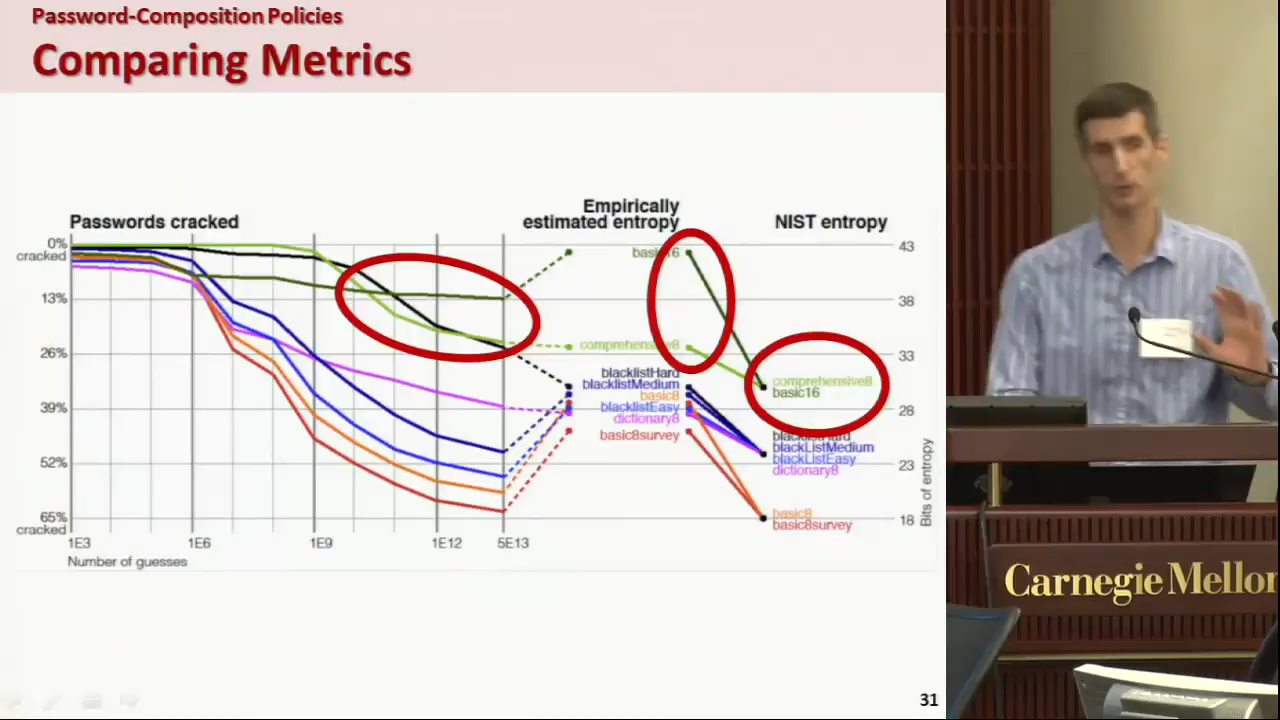 Password-Composition Policies
Comparing Metrics
Passwords cracked
Empirically
estimated entropy
NIST entropy
0%
cracked
13%
26%
39%
52%
65%
cracked
1E3
1E6
1E9
1E12
5E13
Number of guesses
basic16
comprehensive8
blacklistHard
blacklistMedium
basic8
blacklistEasy
dictionary8
basic8survey
comprehensive8
basic16
blacklistHard
blackListMedium
blackListEasy
dictionary8
basic8
basic8survey
43
38
33
28
23
18
Bits of entropy
31
Carnegie Mellon